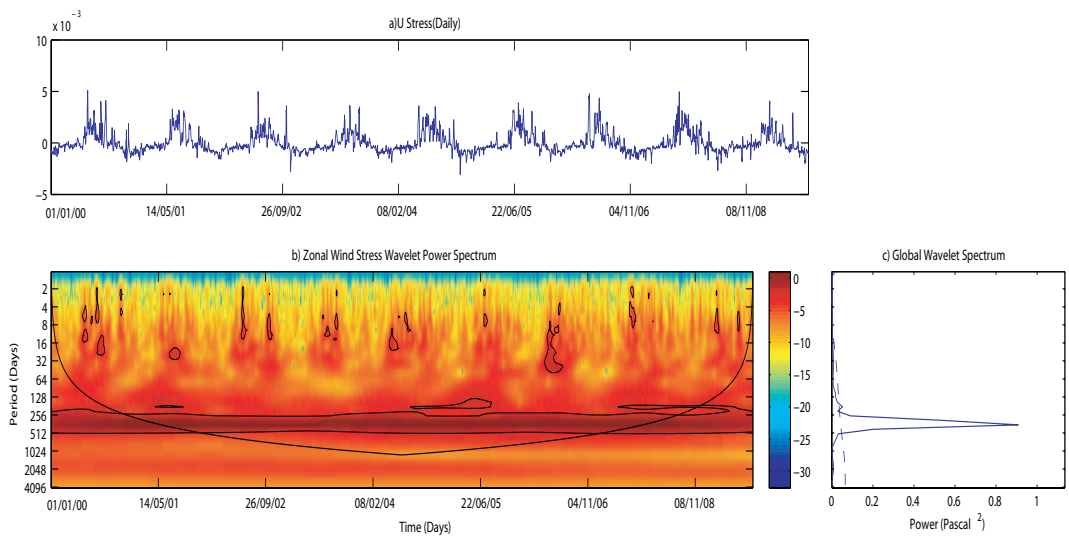 a)U Stress(Daily)
x 10 −3
10
5
0
−5
01/01/00 14/05/01 26/09/02 08/02/04 22/06/05 04/11/06 08/11/08
b) Zonal Wind Stress Wavelet Power Spectrum
Period (Days)
2
4
8
16
32
64
128
256
512
1024
2048
4096
01/01/00 14/05/01 26/09/02 08/02/04 22/06/05 04/11/06 08/11/08
Time (Days)
0
−5
−10
−15
−20
−25
−30
c) Global Wavelet Spectrum
0 0.2 0.4 0.6 0.8 1
Power (Pascal 2)